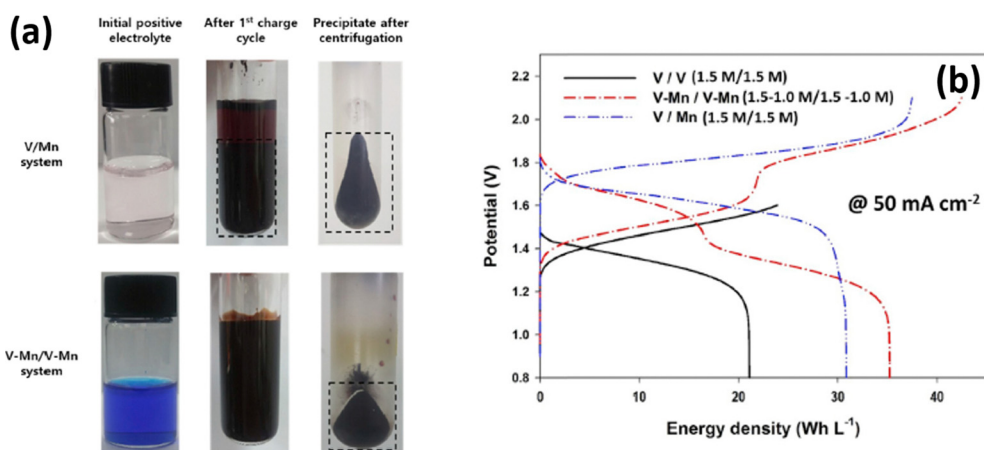 (a)
Initial positive
electrolyte
After 1st charge
cycle
Precipitate after
centrifugation
V/Mn
system
V-Mn/V-Mn
system
(b)
V / V (1.5 M/1.5 M)
V-Mn / V-Mn (1.5-1.0 M/1.5 -1.0 M)
V / Mn (1.5 M/1.5 M)
@ 50 mA cm-2
Potential (V)
2.2
2.0
1.8
1.6
1.4
1.2
1.0
0.8
0
10
20
30
40
Energy density (Wh L-1)